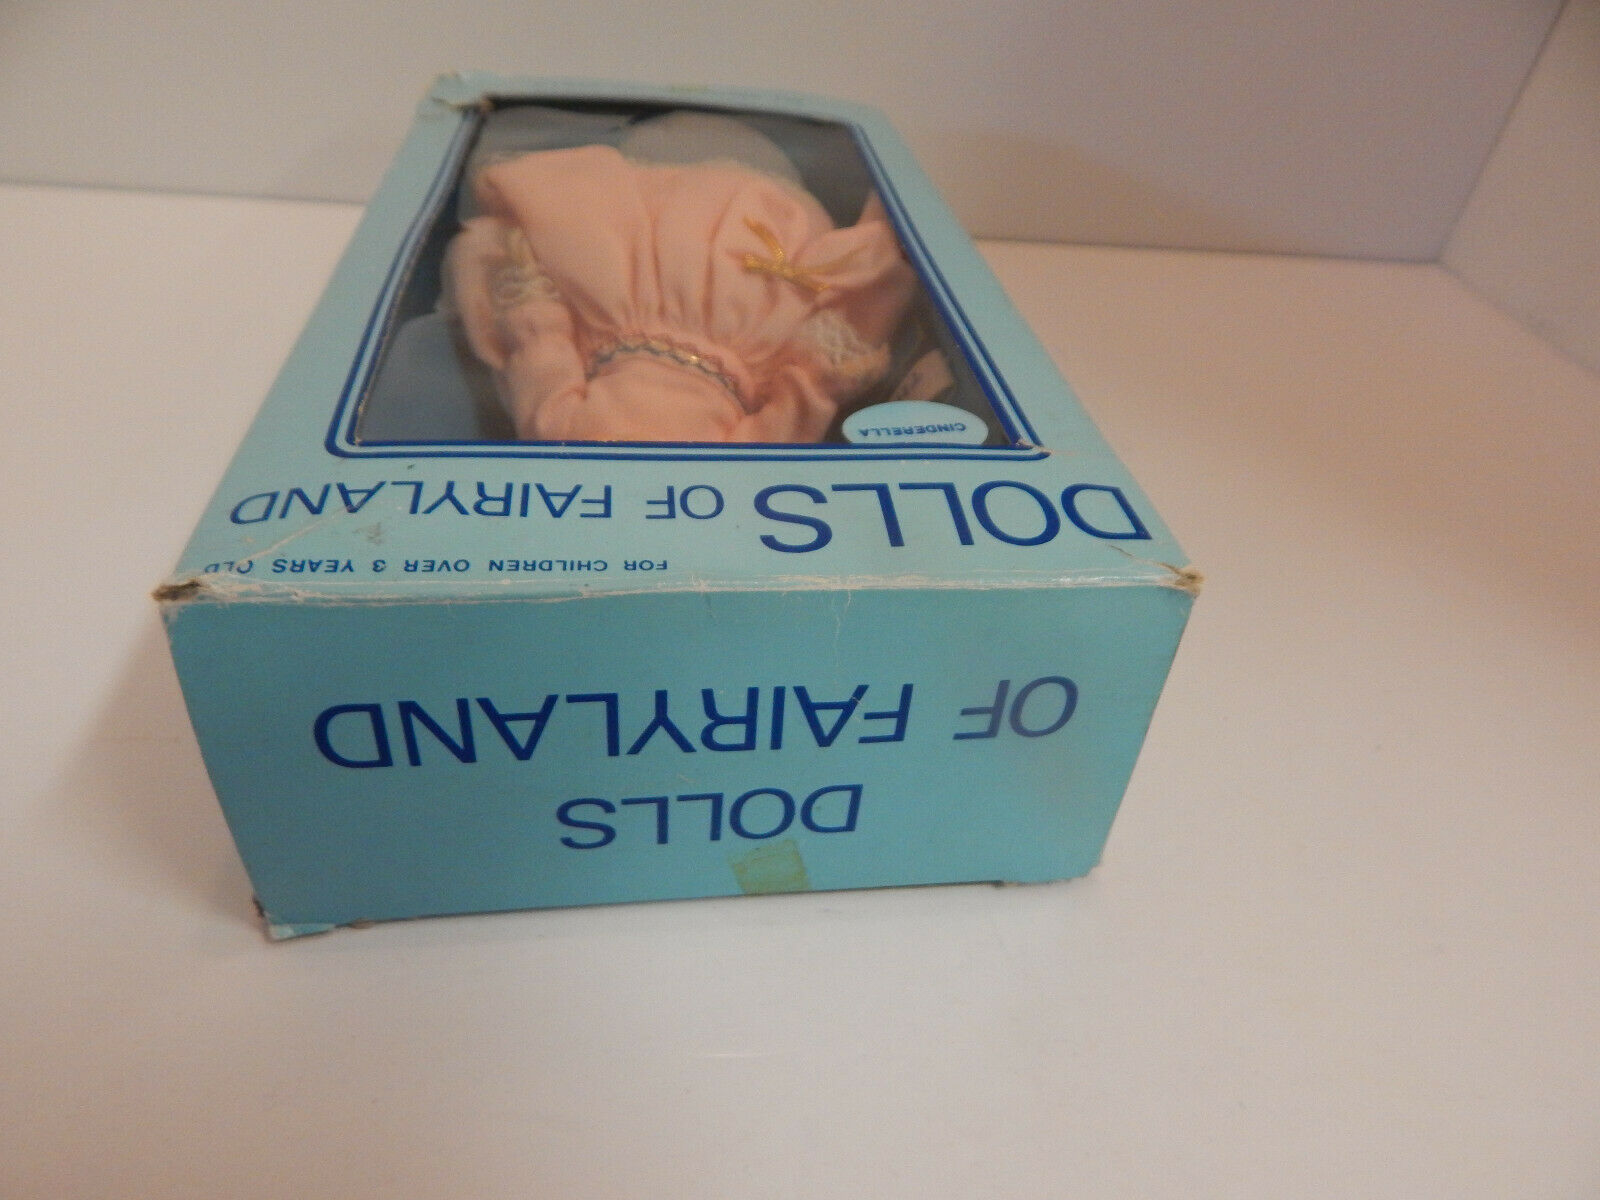 DOLLS
OF FAIRYLAND
FOR CHILDREN OVER 3 YEARS OLD
DOLLS OF FAIRYLAND
CINDERELLA